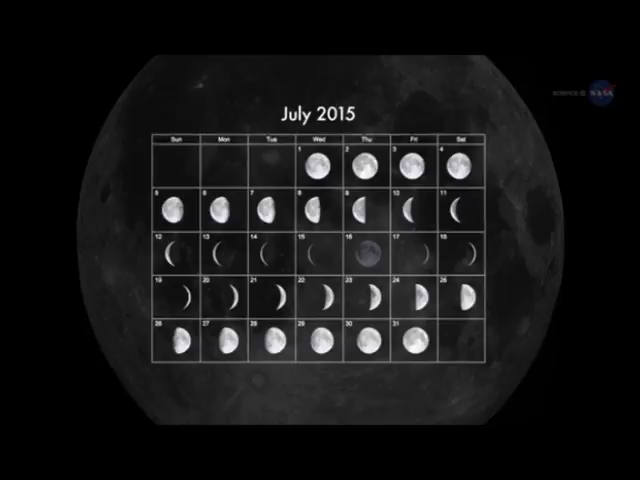 science@ NASA
July 2015
Sun Mon Tue Wed Thu Fri Sat
1 2 3 4
5 6 7 8 9 10 11
12 13 14 15 16 17 18
19 20 21 22 23 24 25
26 27 28 29 30 31